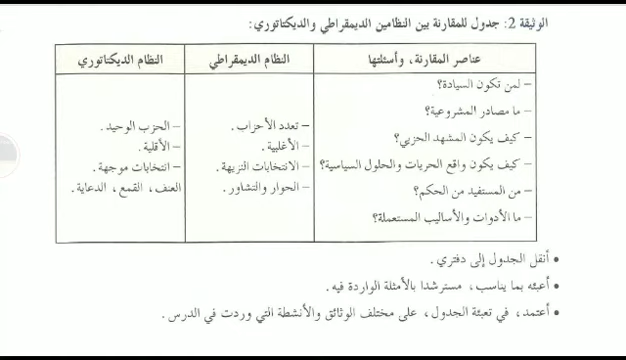 الوثيقة 2: جدول للمقارنة بين النظامين الديمقراطي والديكتاتوري:
عناصر المقارنة، وأسئلتها
النظام الديمقراطي
النظام الديكتاتوري
– لمن تكون السيادة؟
– ما مصادر المشروعية؟
– كيف يكون المشهد الحزبي؟
– كيف يكون واقع الحريات والحلول السياسية؟
– من المستفيد من الحكم؟
– ما الأدوات والأساليب المستعملة؟
– تعدد الأحزاب.
– الأغلبية.
– الانتخابات النزيهة.
– الحوار والتشاور.
– الحزب الوحيد.
– الأقلية.
– انتخابات موجهة.
العنف، القمع، الدعاية.
• أنقل الجدول إلى دفتري.
• أعبئه بما يناسب، مسترشدا بالأمثلة الواردة فيه.
• أعتمد، في تعبئة الجدول، على مختلف الوثائق والأنشطة التي وردت في الدرس.